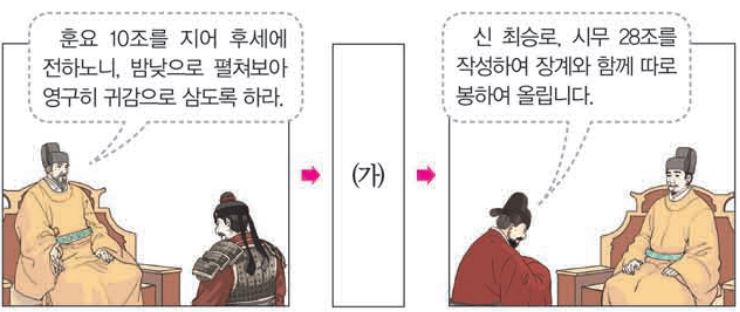 훈요 10조를 지어 후세에
전하노니, 밤낮으로 펼쳐보아
영구히 귀감으로 삼도록 하라.
(가)
신 최승로, 시무 28조를
작성하여 장계와 함께 따로
봉하여 올립니다.